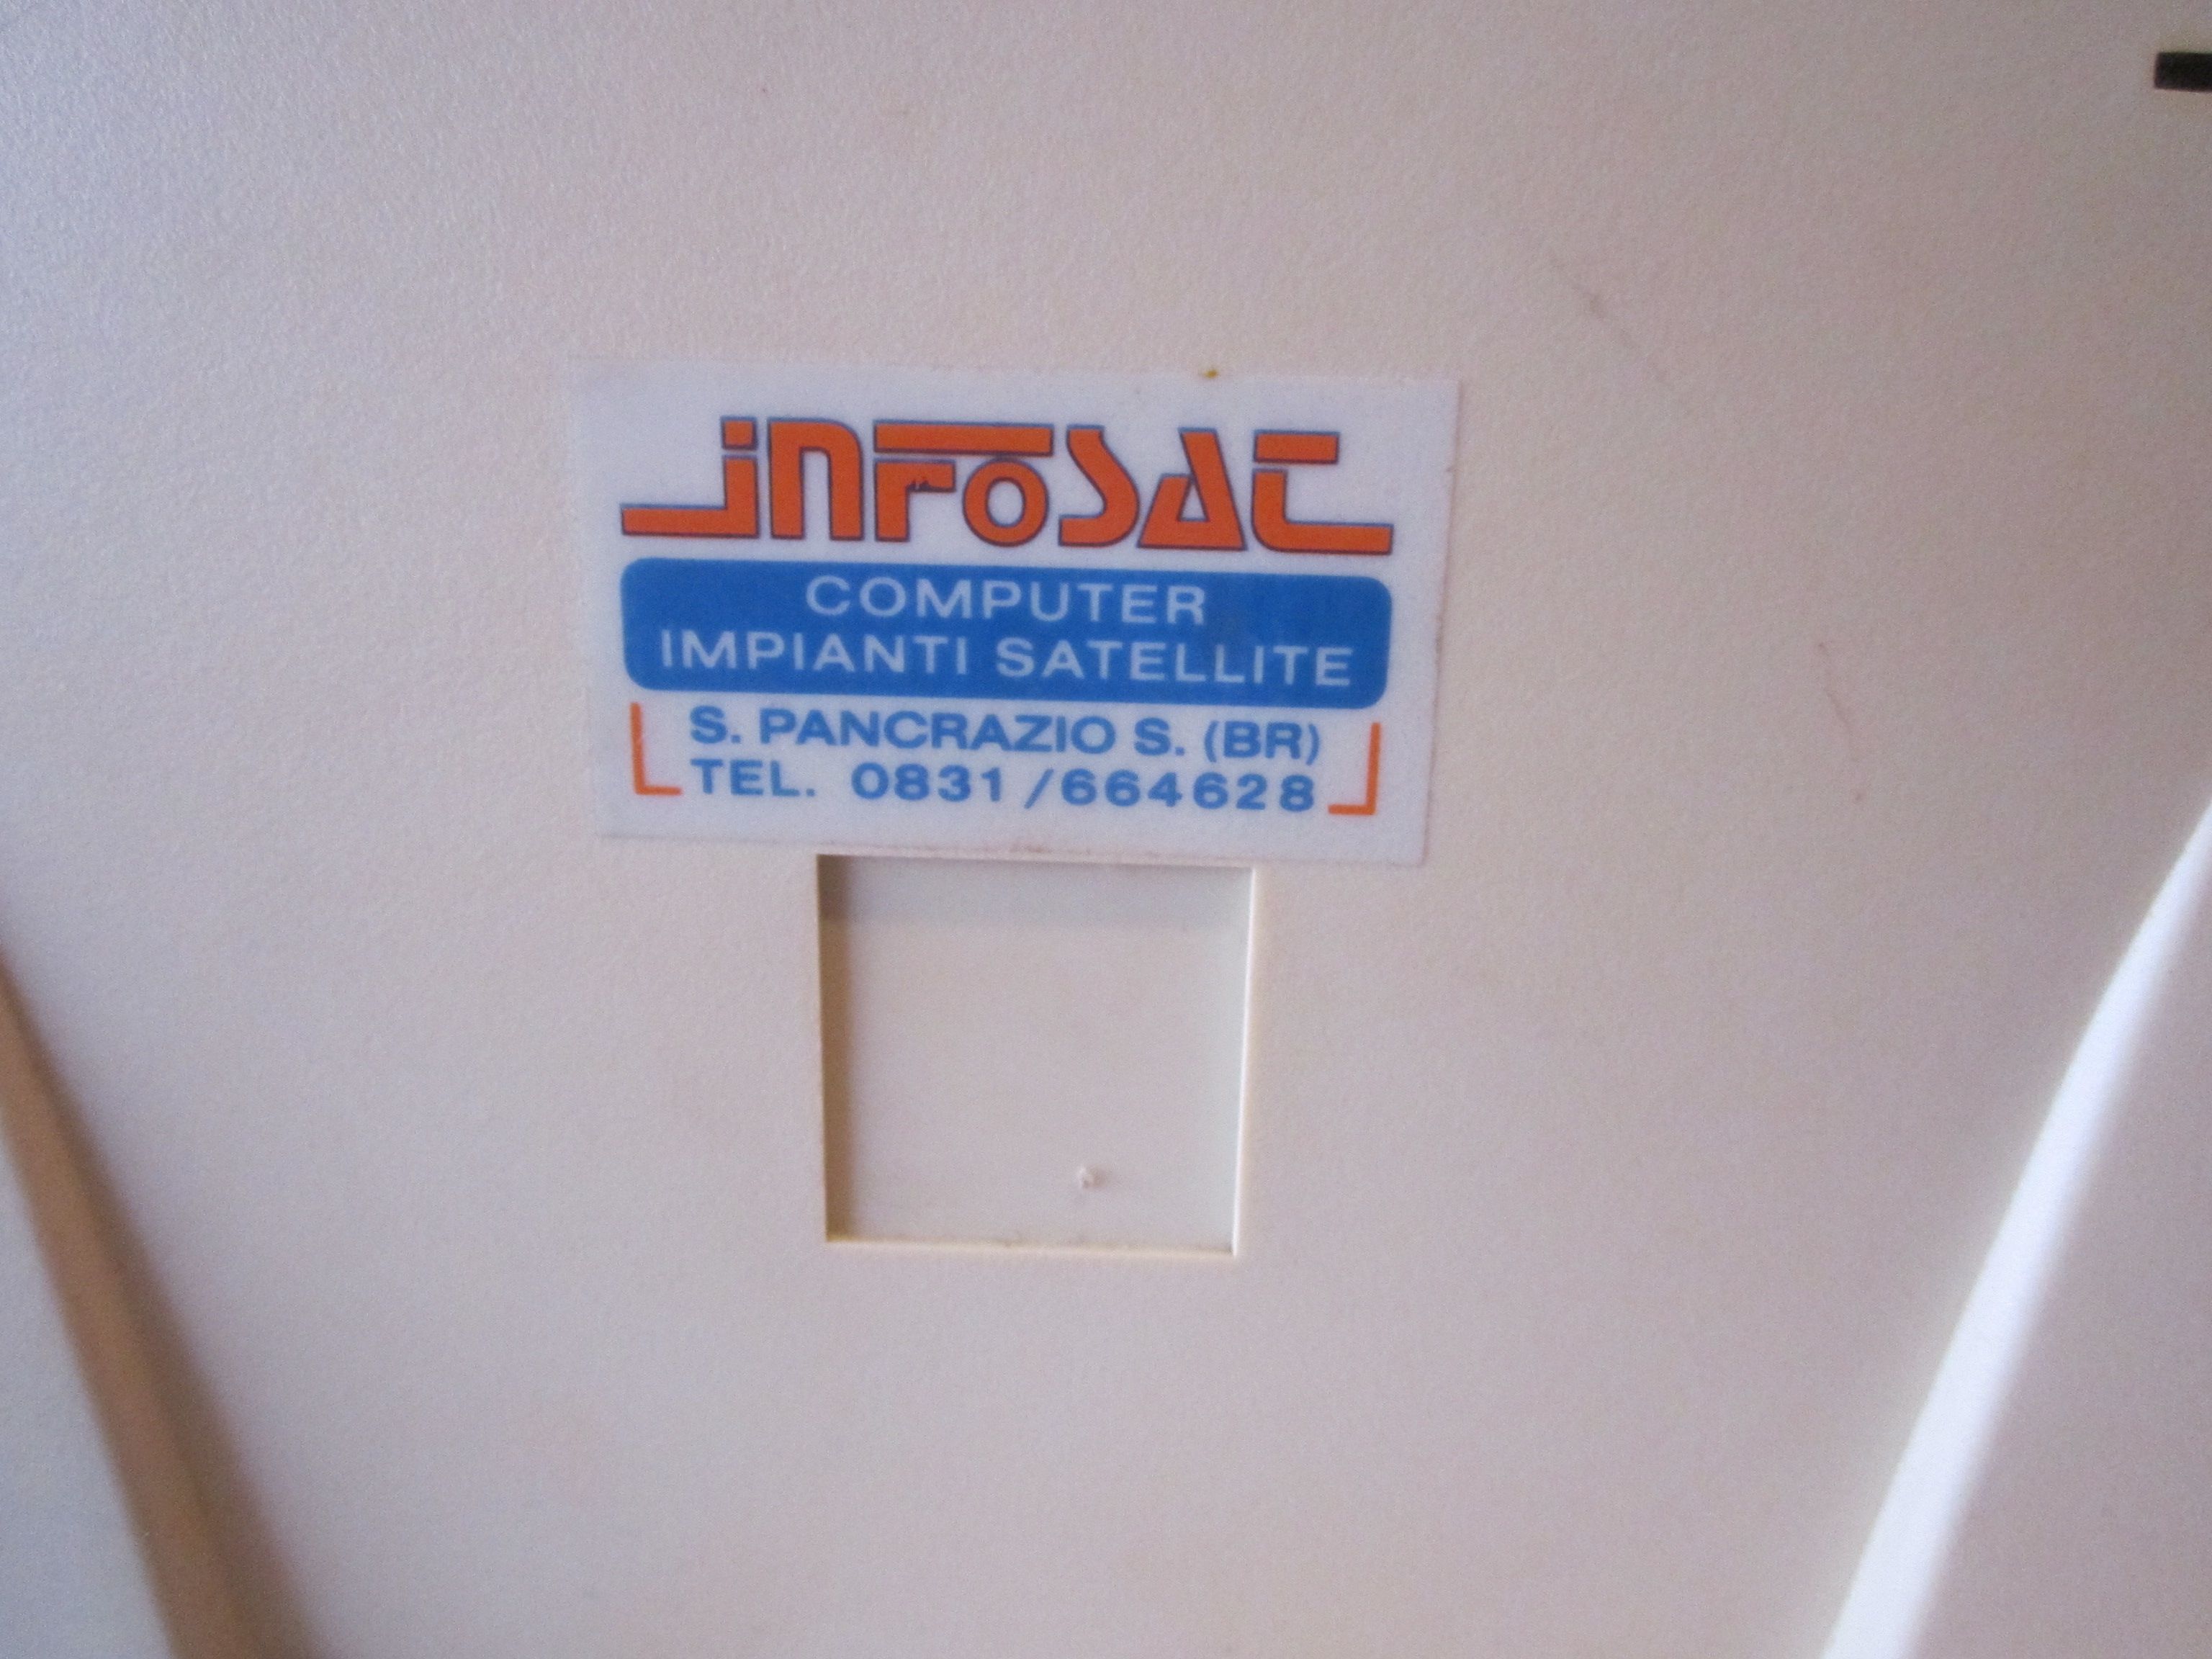 INFOSAT
COMPUTER
IMPIANTI SATELLITE
S. PANCRAZIO S. (BR)
TEL. 0831/664628